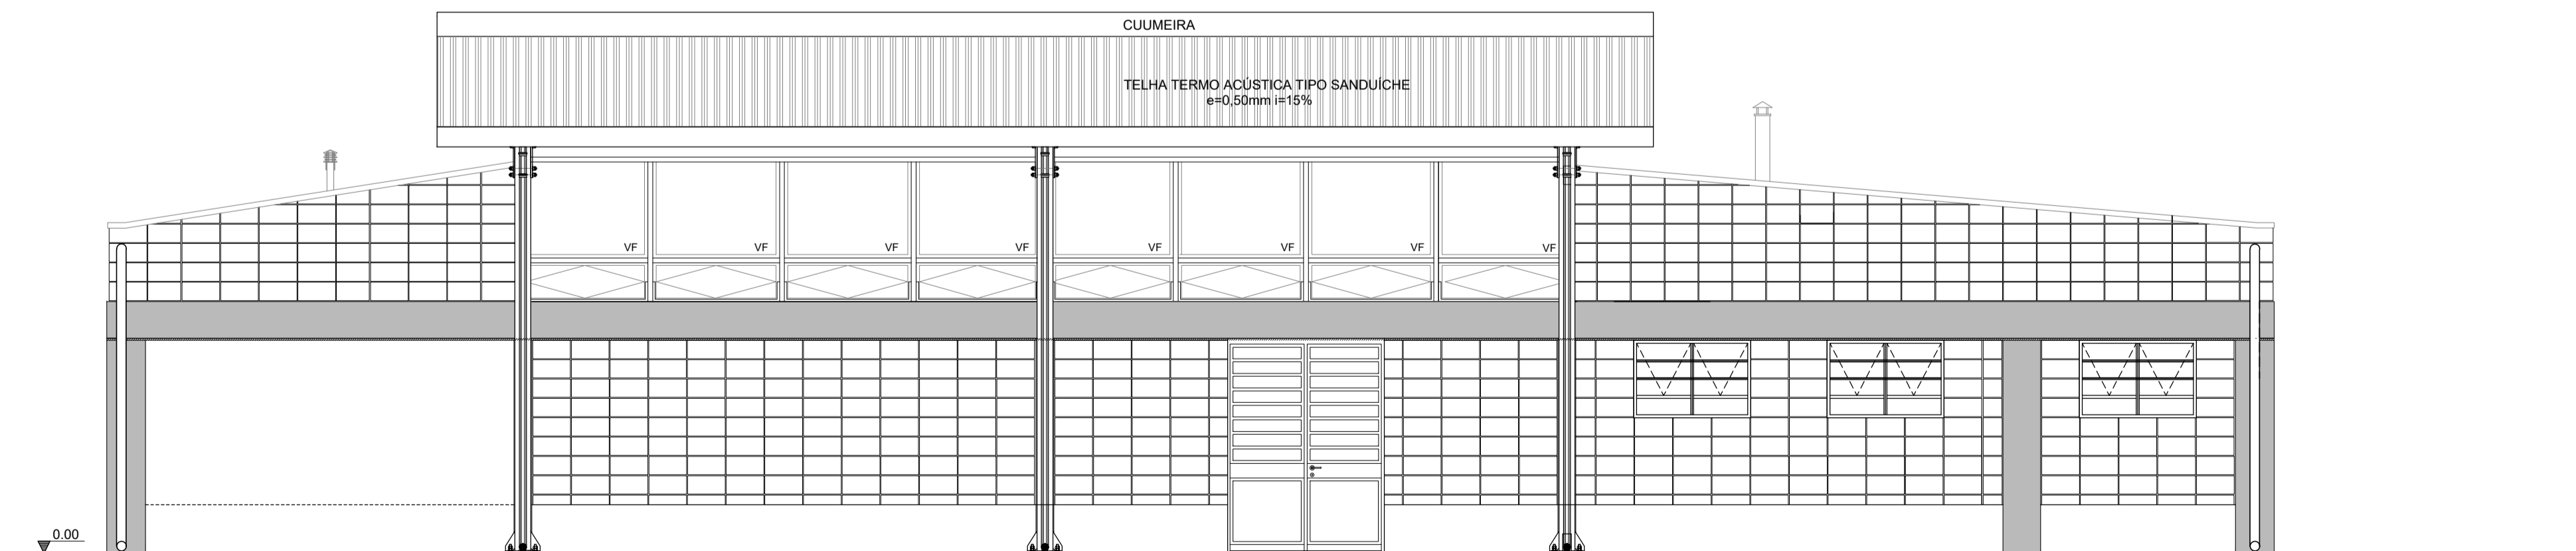 CUUMEIRA
TELHA TERMO ACÚSTICA TIPO SANDUÍCHE
e=0,50mm i=15%
VF VF VF VF VF VF VF VF
0.00